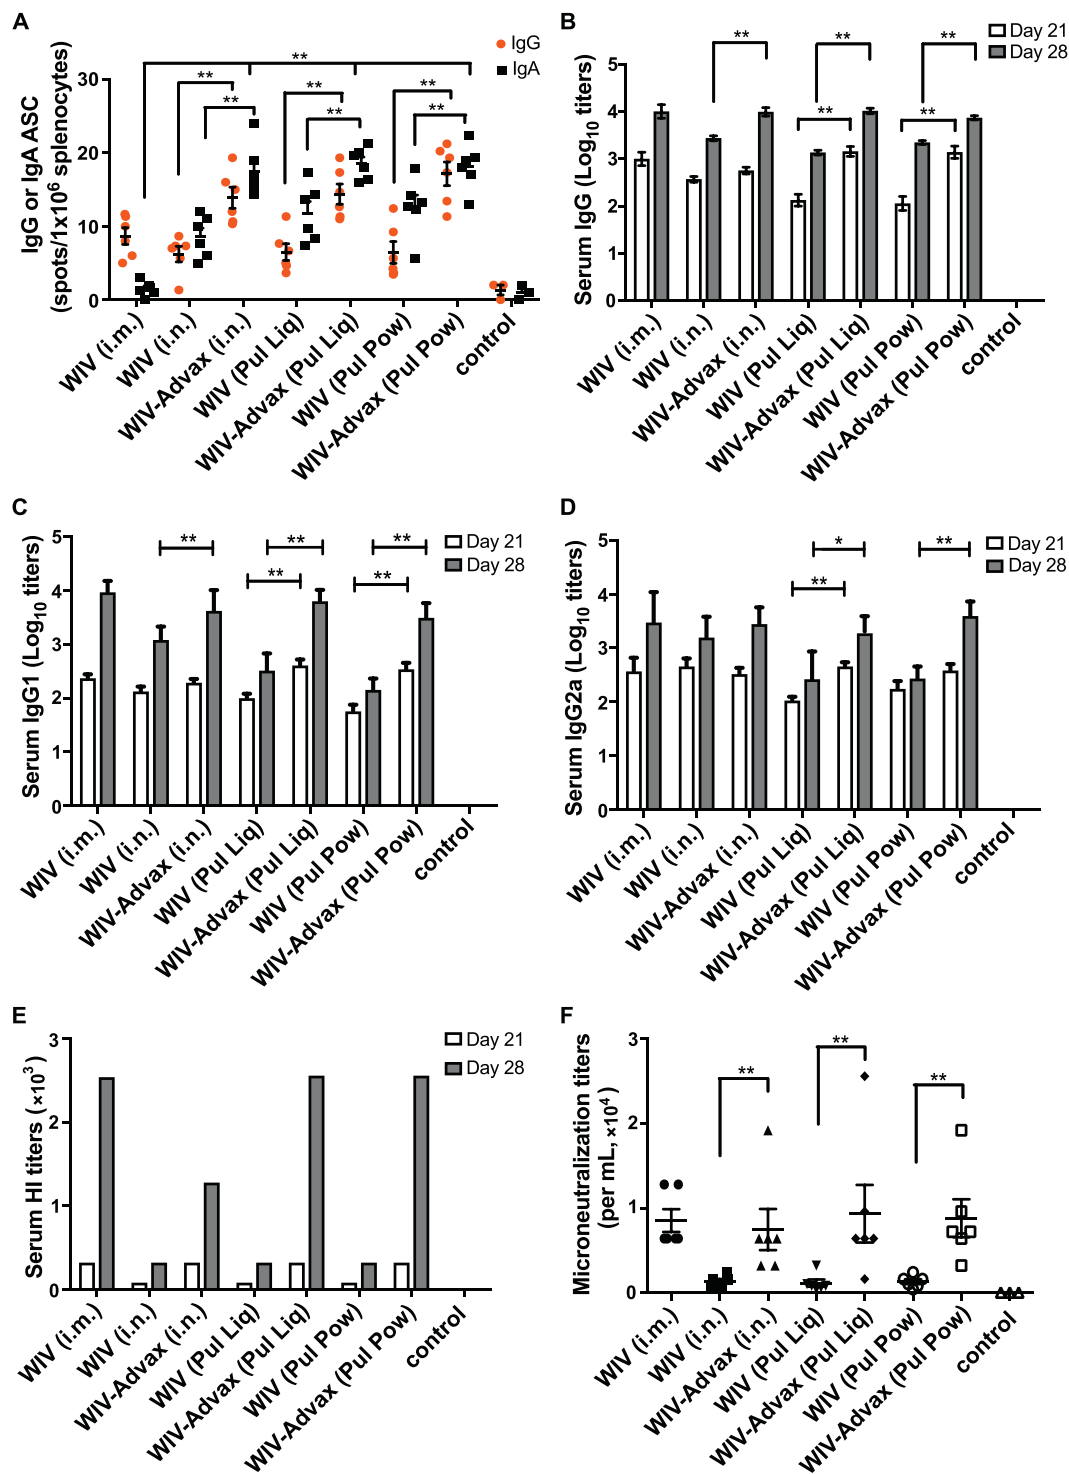 A
IgG
IgA
IgG or IgA ASC
(spots/1x10⁶ splenocytes)
30
20
10
0
**
**
**
**
**
**
**
WIV (i.m.)
WIV (i.n.)
WIV-Advax (i.n.)
WIV (Pul Liq)
WIV-Advax (Pul Liq)
WIV (Pul Pow)
WIV-Advax (Pul Pow)
control
B
Day 21
Day 28
Serum IgG (Log₁₀ titers)
5
4
3
2
1
0
**
**
**
**
**
WIV (i.m.)
WIV (i.n.)
WIV-Advax (i.n.)
WIV (Pul Liq)
WIV-Advax (Pul Liq)
WIV (Pul Pow)
WIV-Advax (Pul Pow)
control
C
Day 21
Day 28
Serum IgG1 (Log₁₀ titers)
5
4
3
2
1
0
**
**
**
**
**
WIV (i.m.)
WIV (i.n.)
WIV-Advax (i.n.)
WIV (Pul Liq)
WIV-Advax (Pul Liq)
WIV (Pul Pow)
WIV-Advax (Pul Pow)
control
D
Day 21
Day 28
Serum IgG2a (Log₁₀ titers)
5
4
3
2
1
0
*
**
**
WIV (i.m.)
WIV (i.n.)
WIV-Advax (i.n.)
WIV (Pul Liq)
WIV-Advax (Pul Liq)
WIV (Pul Pow)
WIV-Advax (Pul Pow)
control
E
Day 21
Day 28
Serum HI titers (×10³)
3
2
1
0
WIV (i.m.)
WIV (i.n.)
WIV-Advax (i.n.)
WIV (Pul Liq)
WIV-Advax (Pul Liq)
WIV (Pul Pow)
WIV-Advax (Pul Pow)
control
F
Microneutralization titers
(per mL, ×10⁴)
3
2
1
0
**
**
**
WIV (i.m.)
WIV (i.n.)
WIV-Advax (i.n.)
WIV (Pul Liq)
WIV-Advax (Pul Liq)
WIV (Pul Pow)
WIV-Advax (Pul Pow)
control